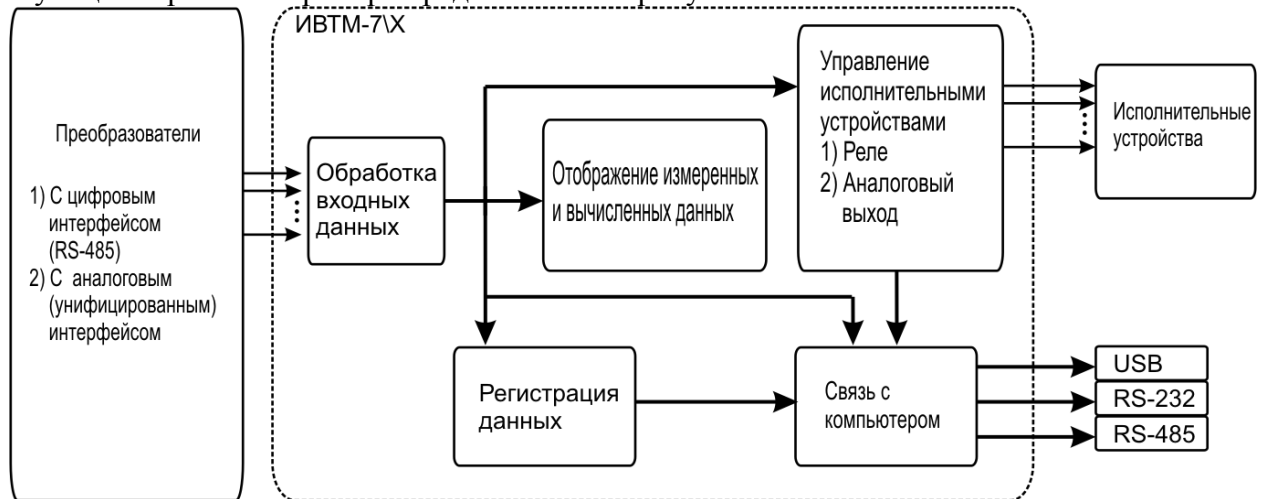 ИВТМ-7\X
Преобразователи
1) С цифровым
интерфейсом
(RS-485)
2) С аналоговым
(унифицированным)
интерфейсом
Обработка
входных
данных
Отображение измеренных
и вычисленных данных
Управление
исполнительными
устройствами
1) Реле
2) Аналоговый
выход
Исполнительные
устройства
Регистрация
данных
Связь с
компьютером
USB
RS-232
RS-485